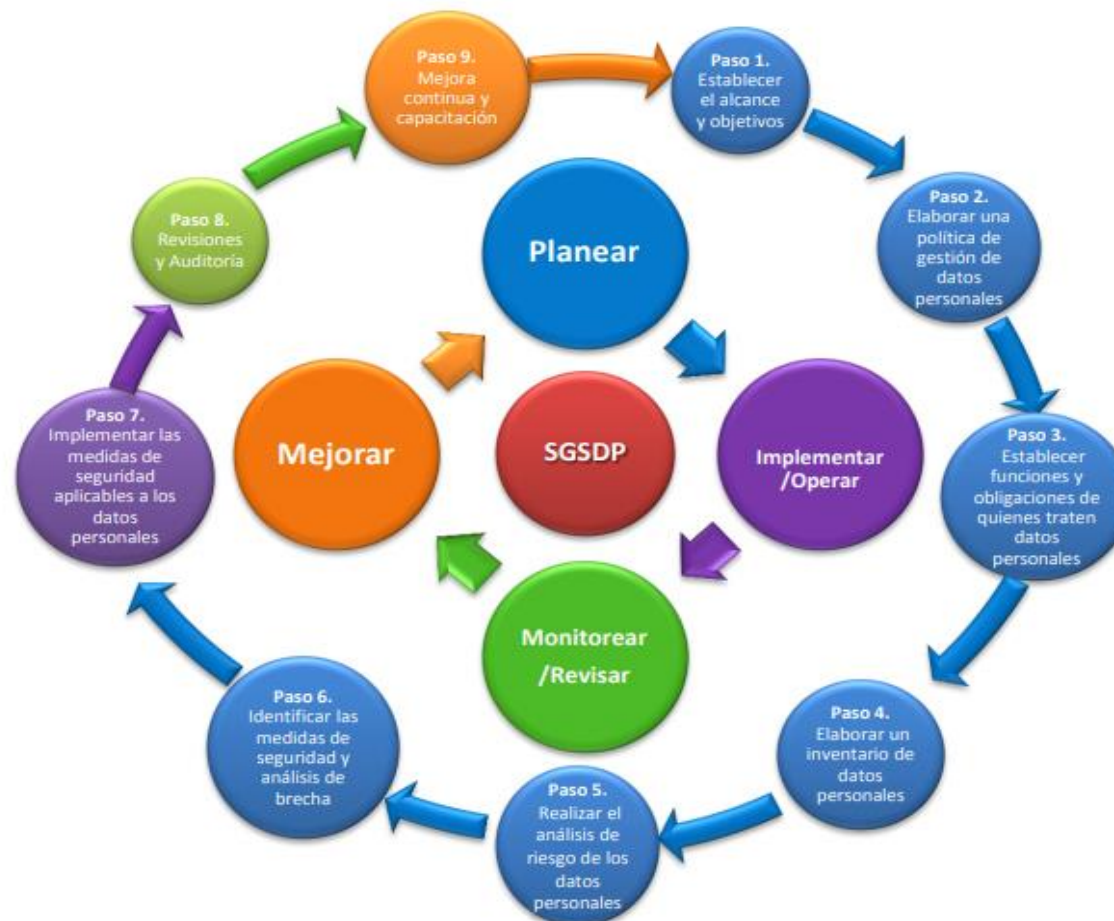 Paso 9.
Mejora
continua y
capacitación
Paso 1.
Establecer
el alcance
y objetivos
Paso 2.
Elaborar una
política de
gestión de
datos
personales
Paso 3.
Establecer
funciones y
obligaciones de
quienes traten
datos
personales
Paso 4.
Elaborar un
inventario de
datos
personales
Paso 5.
Realizar el
análisis de
riesgo de los
datos
personales
Paso 6.
Identificar las
medidas de
seguridad y
análisis de
brecha
Paso 7.
Implementar las
medidas de
seguridad
aplicables a los
datos
personales
Paso 8.
Revisiones
y Auditoría
Planear
Implementar
/Operar
Monitorear
/Revisar
Mejorar
SGSDP